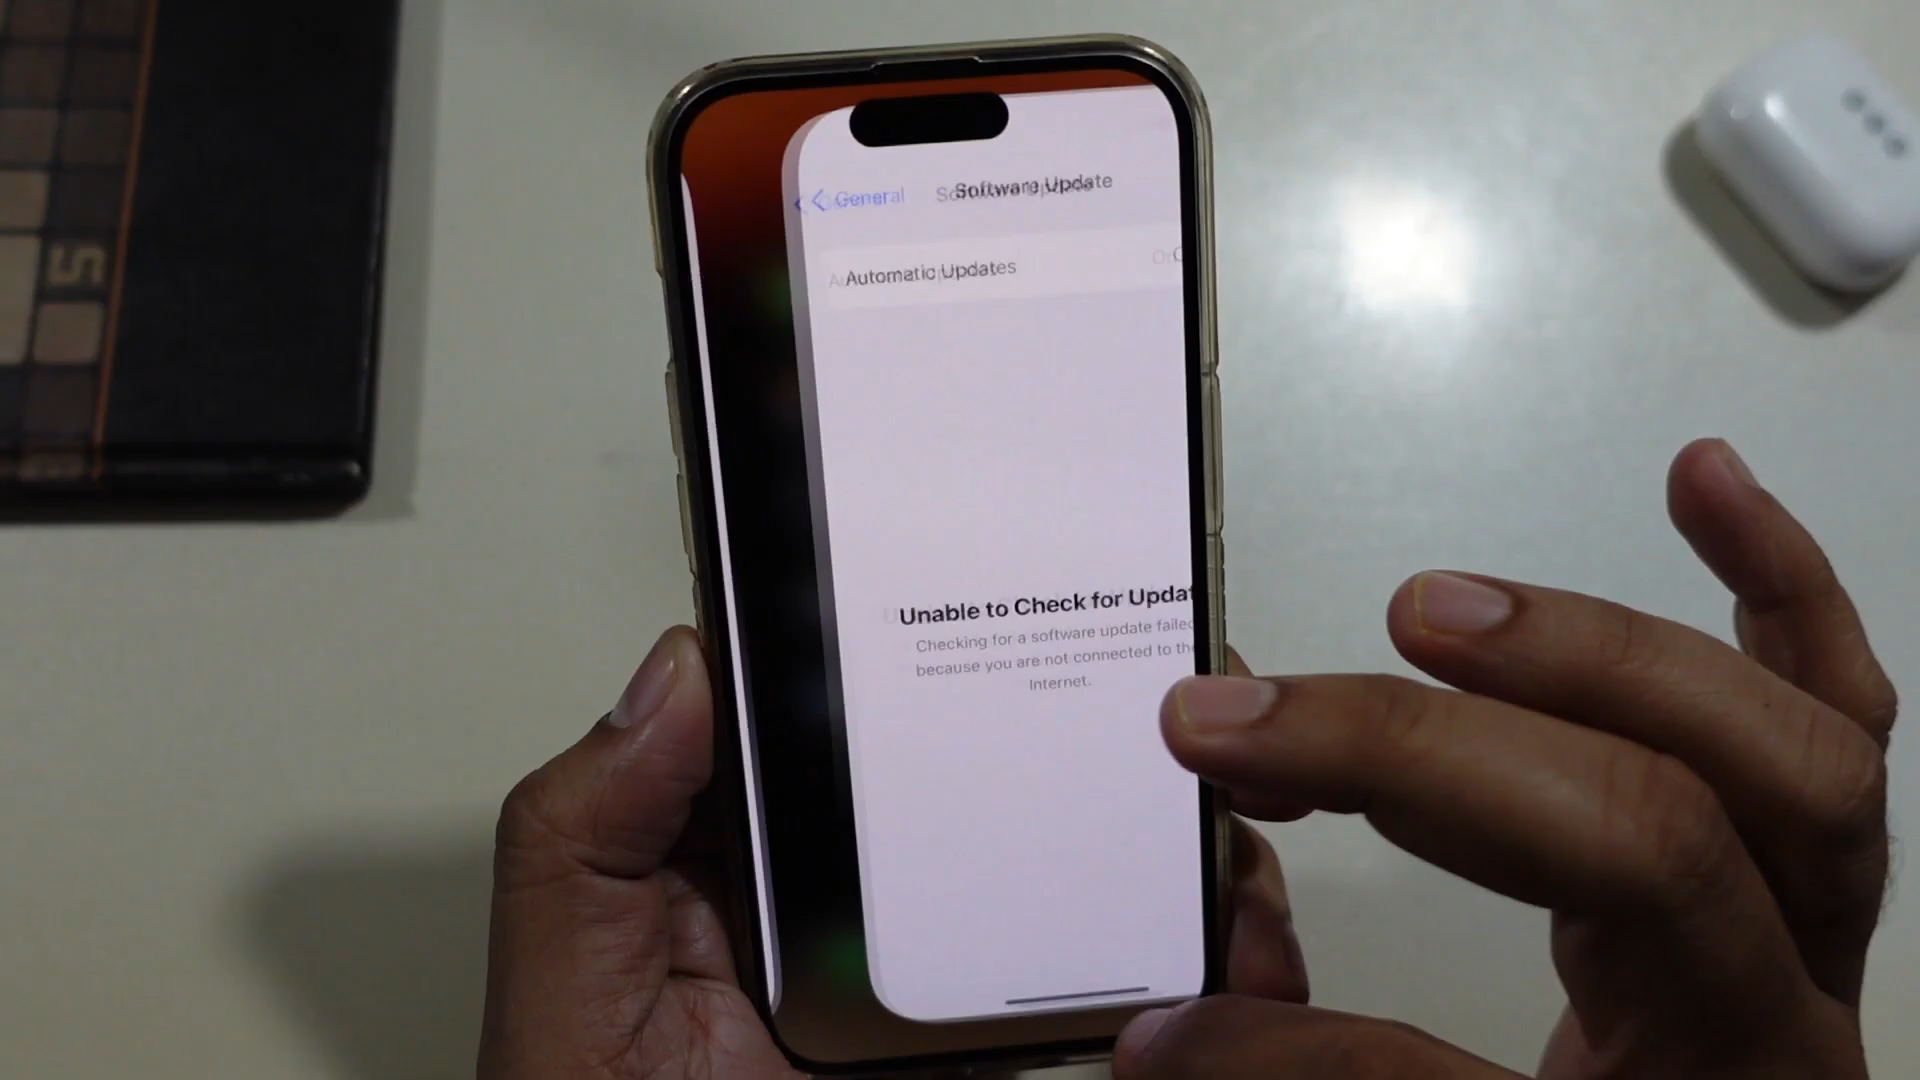 General Software Update
Automatic Updates
Unable to Check for Updat
Checking for a software update failed
because you are not connected to the
Internet.
5